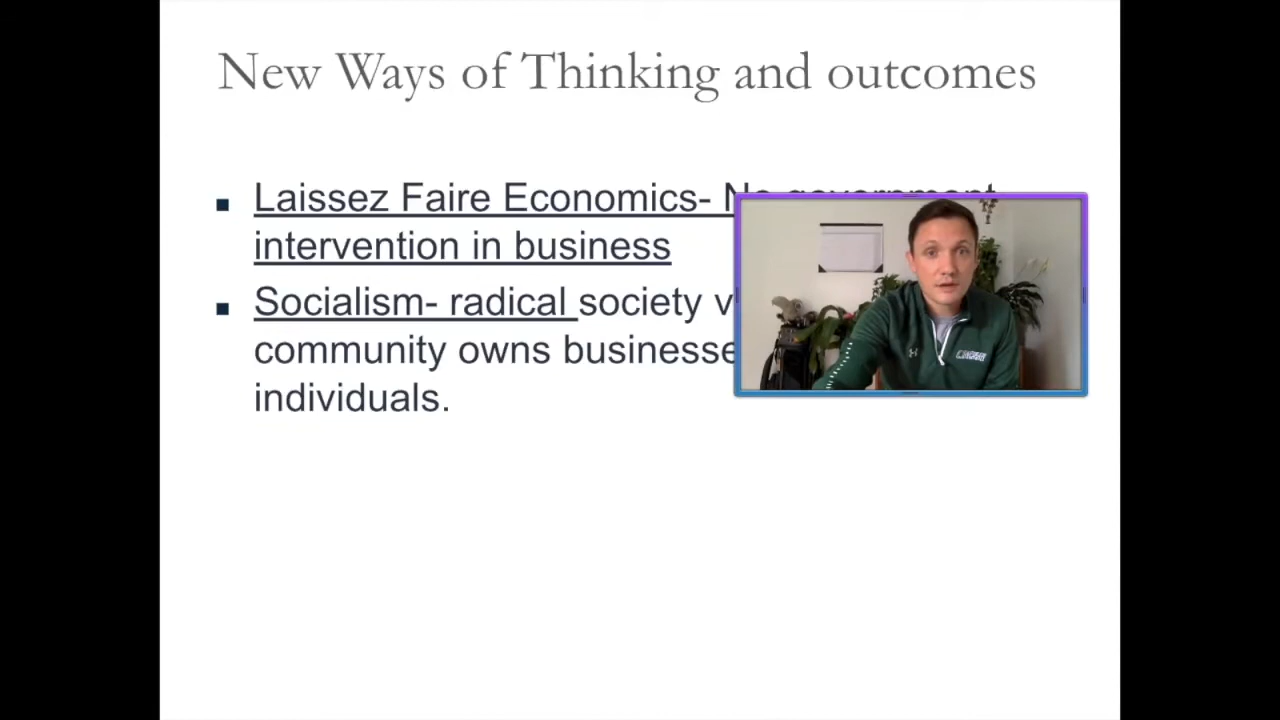 New Ways of Thinking and outcomes
▪ Laissez Faire Economics- No government
intervention in business
▪ Socialism- radical society
community owns
individuals.